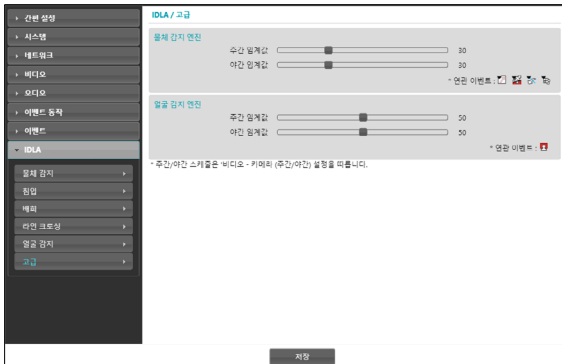 간편 설정
시스템
네트워크
비디오
오디오
이벤트 동작
이벤트
IDLA
물체 감지
침입
배회
라인 크로싱
얼굴 감지
고급
IDLA / 고급
물체 감지 엔진
주간 임계값 30
야간 임계값 30
* 연관 이벤트 :
얼굴 감지 엔진
주간 임계값 50
야간 임계값 50
* 연관 이벤트 :
* 주간/야간 스케줄은 '비디오 - 카메라 (주간/야간) 설정을 따릅니다.
저장